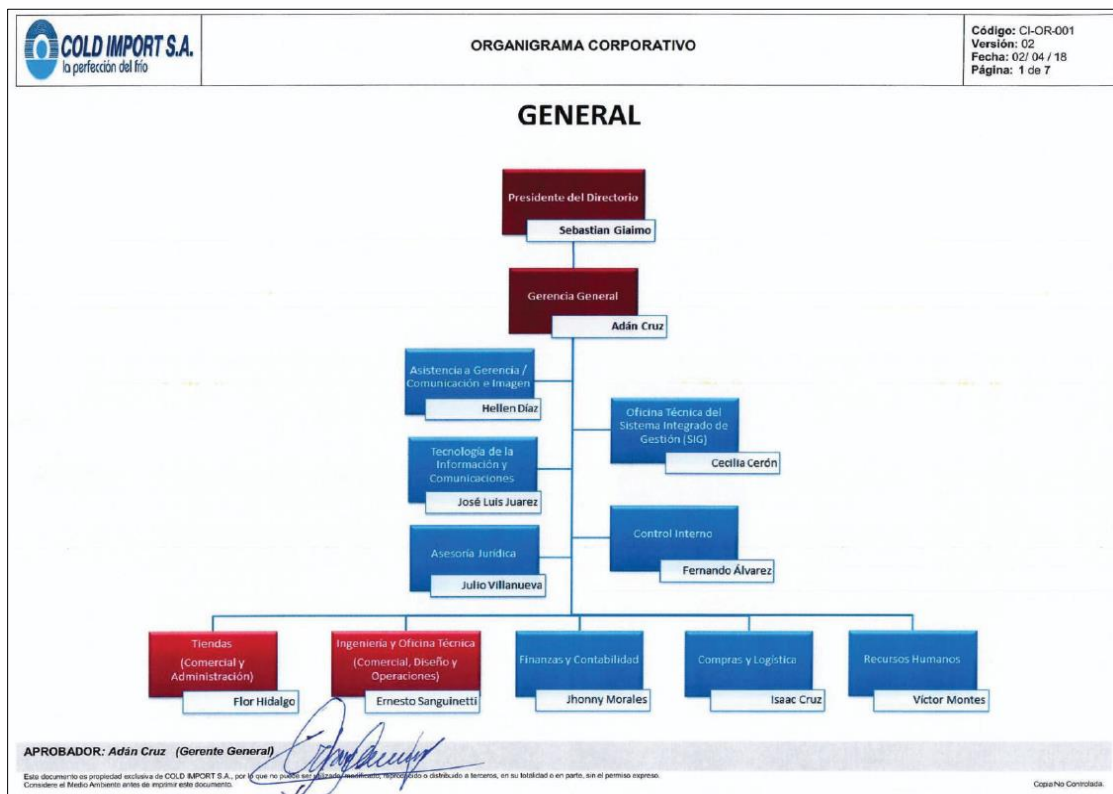 COLD IMPORT S.A.
la perfección del frío
ORGANIGRAMA CORPORATIVO
Código: CI-OR-001
Versión: 02
Fecha: 02/ 04 / 18
Página: 1 de 7
GENERAL
Presidente del Directorio
Sebastian Giaimo
Gerencia General
Adán Cruz
Asistencia a Gerencia /
Comunicación e Imagen
Hellen Díaz
Oficina Técnica del
Sistema Integrado de
Gestión (SIG)
Cecilia Cerón
Tecnología de la
Información y
Comunicaciones
José Luis Juarez
Control Interno
Fernando Álvarez
Asesoría Jurídica
Julio Villanueva
Tiendas
(Comercial y
Administración)
Flor Hidalgo
Ingeniería y Oficina Técnica
(Comercial, Diseño y
Operaciones)
Ernesto Sanguinetti
Finanzas y Contabilidad
Jhonny Morales
Compras y Logística
Isaac Cruz
Recursos Humanos
Víctor Montes
APROBADOR: Adán Cruz (Gerente General)
Este documento es propiedad exclusiva de COLD IMPORT S.A., por lo que no puede ser utilizado, modificado, reproducido o distribuido a terceros, en su totalidad o en parte, sin el permiso expreso.
Considere el Medio Ambiente antes de imprimir este documento.
Copia No Controlada.